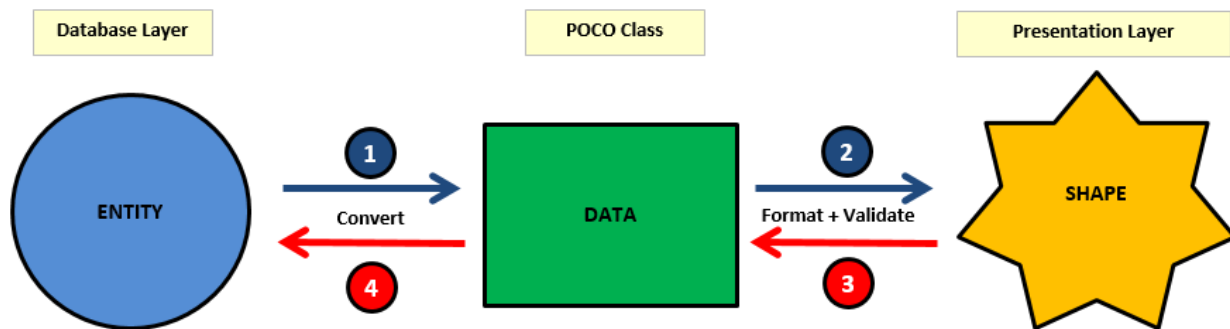 Database Layer
POCO Class
Presentation Layer
1
2
ENTITY
Convert
DATA
Format + Validate
SHAPE
4
3